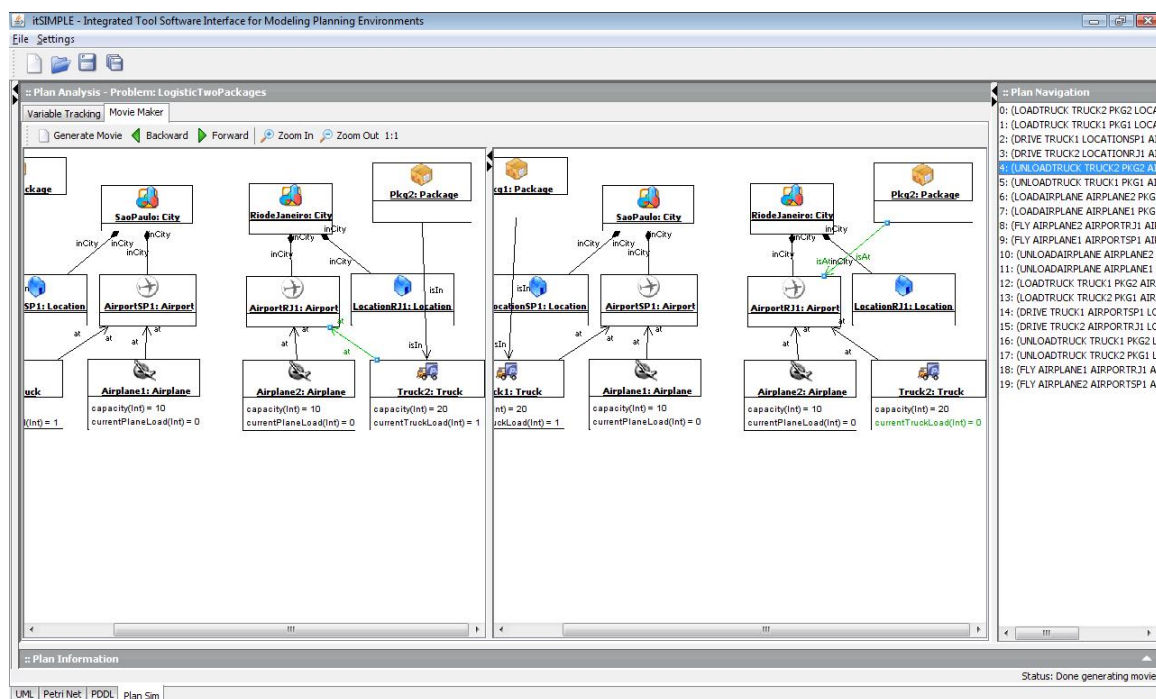 itSIMPLE - Integrated Tool Software Interface for Modeling Planning Environments
File Settings
:: Plan Analysis - Problem: LogisticTwoPackages
:: Plan Navigation
Variable Tracking Movie Maker
Generate Movie Backward Forward Zoom In Zoom Out 1:1
ckage
SaoPaulo: City
RiodeJaneiro: City
Pkg2: Package
inCity inCity inCity
inCity
inCity
inCity
SP1: Location
AirportSP1: Airport
AirportRJ1: Airport
LocationRJ1: Location
isIn
at
at
at
at
at
at
isIn
uck
Airplane1: Airplane
Airplane2: Airplane
Truck2: Truck
capacity(Int) = 10
capacity(Int) = 10
capacity(Int) = 20
(Int) = 1
currentPlaneLoad(Int) = 0
currentPlaneLoad(Int) = 0
currentTruckLoad(Int) = 1
kg1: Package
SaoPaulo: City
RiodeJaneiro: City
Pkg2: Package
inCity inCity inCity
inCity
inCity
isAt
isAt
inCity
isIn
ocationSP1: Location
AirportSP1: Airport
AirportRJ1: Airport
LocationRJ1: Location
isIn
at
at
at
at
at
at
ck1: Truck
Airplane1: Airplane
Airplane2: Airplane
Truck2: Truck
nt) = 20
capacity(Int) = 10
capacity(Int) = 10
capacity(Int) = 20
uckLoad(Int) = 1
currentPlaneLoad(Int) = 0
currentPlaneLoad(Int) = 0
currentTruckLoad(Int) = 0
0: (LOADTRUCK TRUCK2 PKG2 LOCA
1: (LOADTRUCK TRUCK1 PKG1 LOCA
2: (DRIVE TRUCK1 LOCATIONSP1 AI
3: (DRIVE TRUCK2 LOCATIONRJ1 AI
4: (UNLOADTRUCK TRUCK2 PKG2 AI
5: (UNLOADTRUCK TRUCK1 PKG1 AI
6: (LOADAIRPLANE AIRPLANE2 PKG
7: (LOADAIRPLANE AIRPLANE1 PKG
8: (FLY AIRPLANE2 AIRPORTRJ1 AI
9: (FLY AIRPLANE1 AIRPORTSP1 AI
10: (UNLOADAIRPLANE AIRPLANE2
11: (UNLOADAIRPLANE AIRPLANE1
12: (LOADTRUCK TRUCK1 PKG2 AIR
13: (LOADTRUCK TRUCK2 PKG1 AIR
14: (DRIVE TRUCK1 AIRPORTSP1 LO
15: (DRIVE TRUCK2 AIRPORTRJ1 LO
16: (UNLOADTRUCK TRUCK1 PKG2 L
17: (UNLOADTRUCK TRUCK2 PKG1 L
18: (FLY AIRPLANE1 AIRPORTRJ1 A
19: (FLY AIRPLANE2 AIRPORTSP1 A
:: Plan Information
Status: Done generating movie
UML Petri Net PDDL Plan Sim